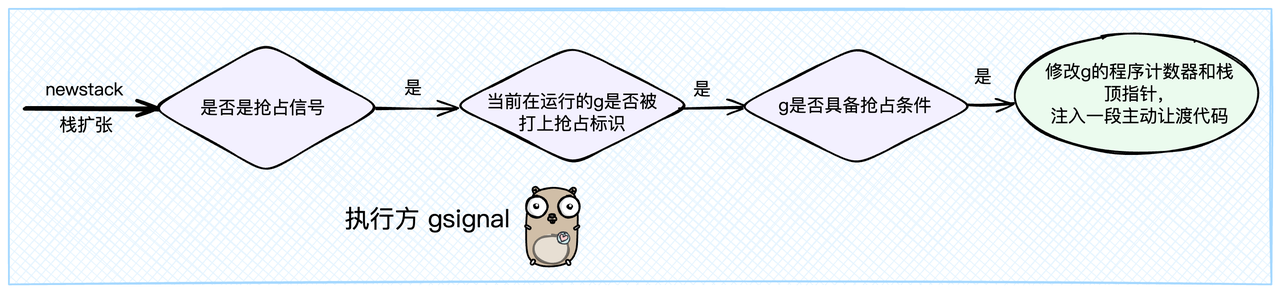 newstack
栈扩张
是否是抢占信号
是
当前在运行的g是否被
打上抢占标识
是
g是否具备抢占条件
是
修改g的程序计数器和栈
顶指针，
注入一段主动让渡代码
执行方 gsignal